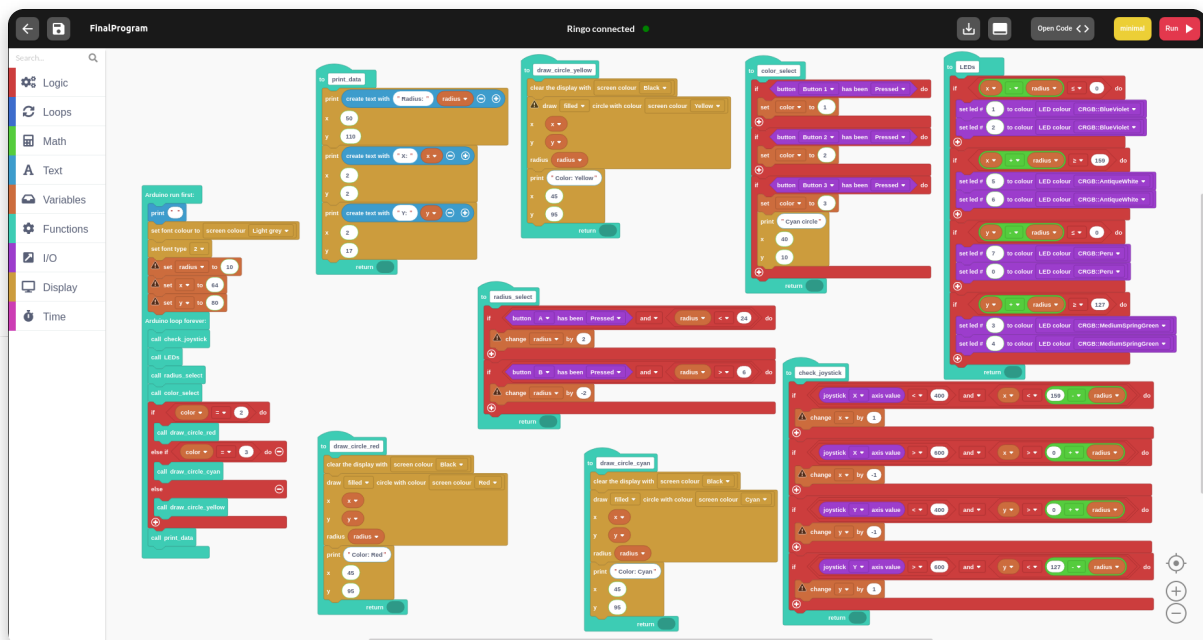 FinalProgram
Ringo connected
Open Code < >
minimal
Run
Search...
Logic
Loops
Math
Text
Variables
Functions
I/O
Display
Time
Arduino run first:
print " "
set font colour to screen colour Light grey
set font type 2
set radius to 10
set x to 64
set y to 80
Arduino loop forever:
call check_joystick
call LEDs
call radius_select
call color_select
if color = 2 do
call draw_circle_red
else if color = 3 do
call draw_circle_cyan
else
call draw_circle_yellow
call print_data
to print_data
print create text with "Radius: " radius
x 50
y 110
print create text with "X: " x
x 2
y 2
print create text with "Y: " y
x 2
y 17
return
to draw_circle_yellow
clear the display with screen colour Black
draw filled circle with colour screen colour Yellow
x x
y y
radius radius
print "Color: Yellow"
x 45
y 95
return
to color_select
if button Button 1 has been Pressed do
set color to 1
if button Button 2 has been Pressed do
set color to 2
if button Button 3 has been Pressed do
set color to 3
print "Cyan circle"
x 40
y 10
return
to LEDs
if x - radius ≤ 0 do
set led # 1 to colour LED colour CRGB::BlueViolet
set led # 2 to colour LED colour CRGB::BlueViolet
if x + radius ≥ 159 do
set led # 5 to colour LED colour CRGB::AntiqueWhite
set led # 6 to colour LED colour CRGB::AntiqueWhite
if y - radius ≤ 0 do
set led # 7 to colour LED colour CRGB::Peru
set led # 0 to colour LED colour CRGB::Peru
if y + radius ≥ 127 do
set led # 3 to colour LED colour CRGB::MediumSpringGreen
set led # 4 to colour LED colour CRGB::MediumSpringGreen
return
to radius_select
if button A has been Pressed and radius < 24 do
change radius by 2
if button B has been Pressed and radius > 6 do
change radius by -2
return
to draw_circle_red
clear the display with screen colour Black
draw filled circle with colour screen colour Red
x x
y y
radius radius
print "Color: Red"
x 45
y 95
return
to draw_circle_cyan
clear the display with screen colour Black
draw filled circle with colour screen colour Cyan
x x
y y
radius radius
print "Color: Cyan"
x 45
y 95
return
to check_joystick
if joystick X axis value < 400 and x < 159 - radius do
change x by 1
if joystick X axis value > 600 and x > 0 + radius do
change x by -1
if joystick Y axis value < 400 and y > 0 + radius do
change y by -1
if joystick Y axis value > 600 and y < 127 - radius do
change y by 1
return